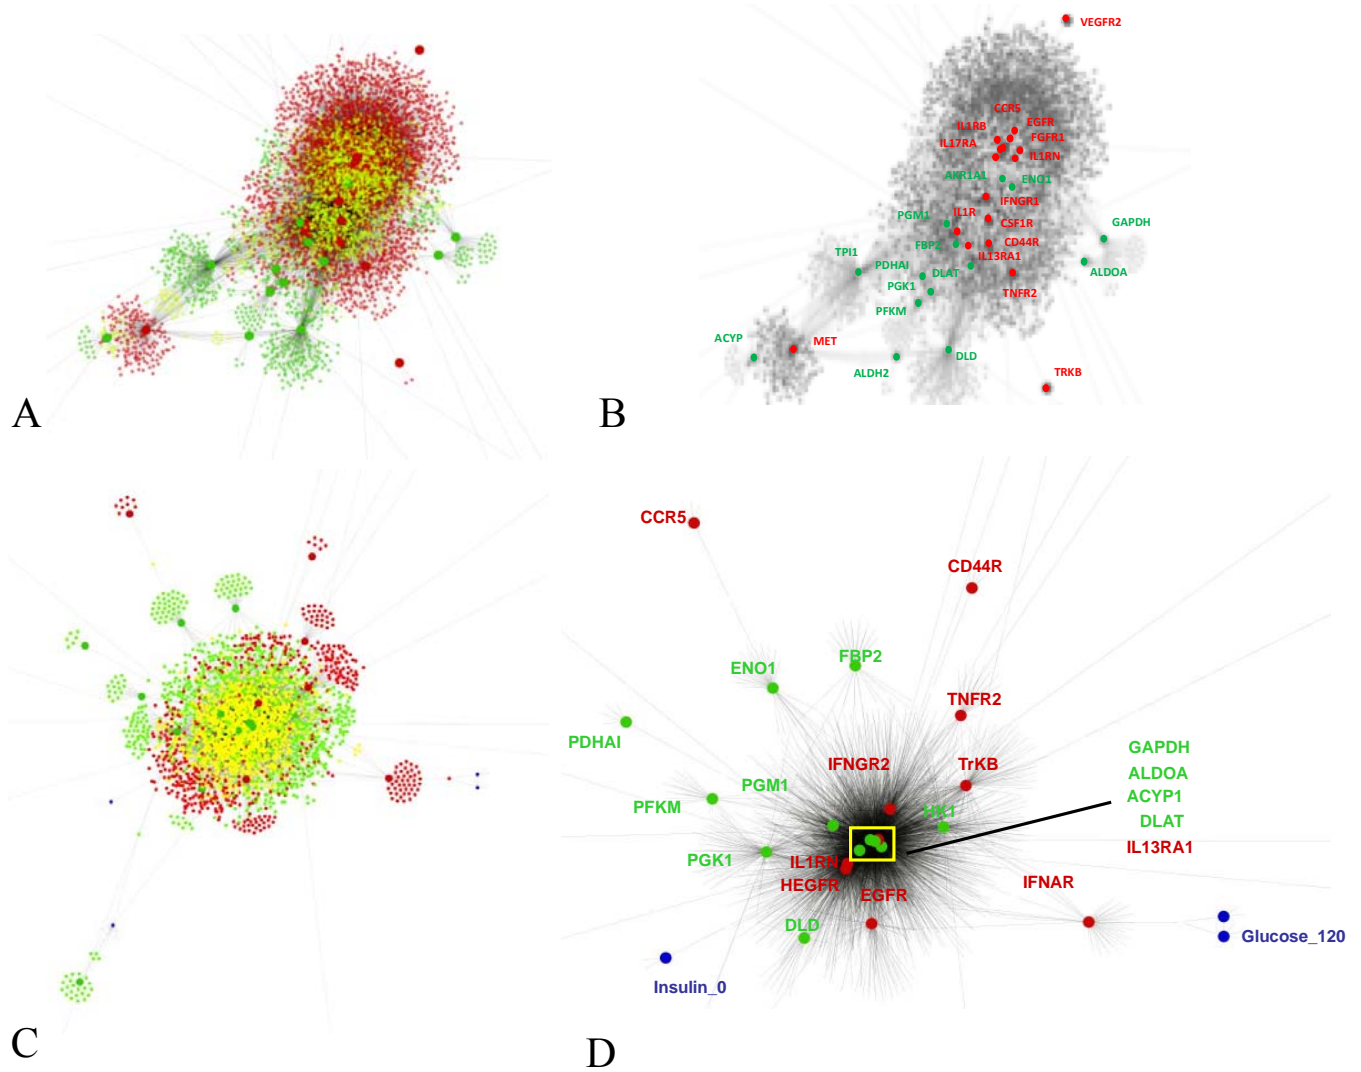 VEGFR2
CCR5
EGFR
IL1RB
FGFR1
IL17RA
IL1RN
AKR1A1
ENO1
IFNGR1
IL1R
PGM1
CSF1R
GAPDH
FBP2
CD44R
TPI1
IL13RA1
PDHAI
DLAT
ALDOA
PGK1
TNFR2
PFKM
ACYP
MET
DLD
ALDH2
TRKB
A
B
CCR5
CD44R
FBP2
ENO1
TNFR2
PDHAI
GAPDH
IFNGR2
TrKB
ALDOA
PGM1
ACYP1
PFKM
HK1
DLAT
IL13RA1
PGK1
IL1RN
HEGFR
EGFR
IFNAR
DLD
Glucose_120
Insulin_0
C
D